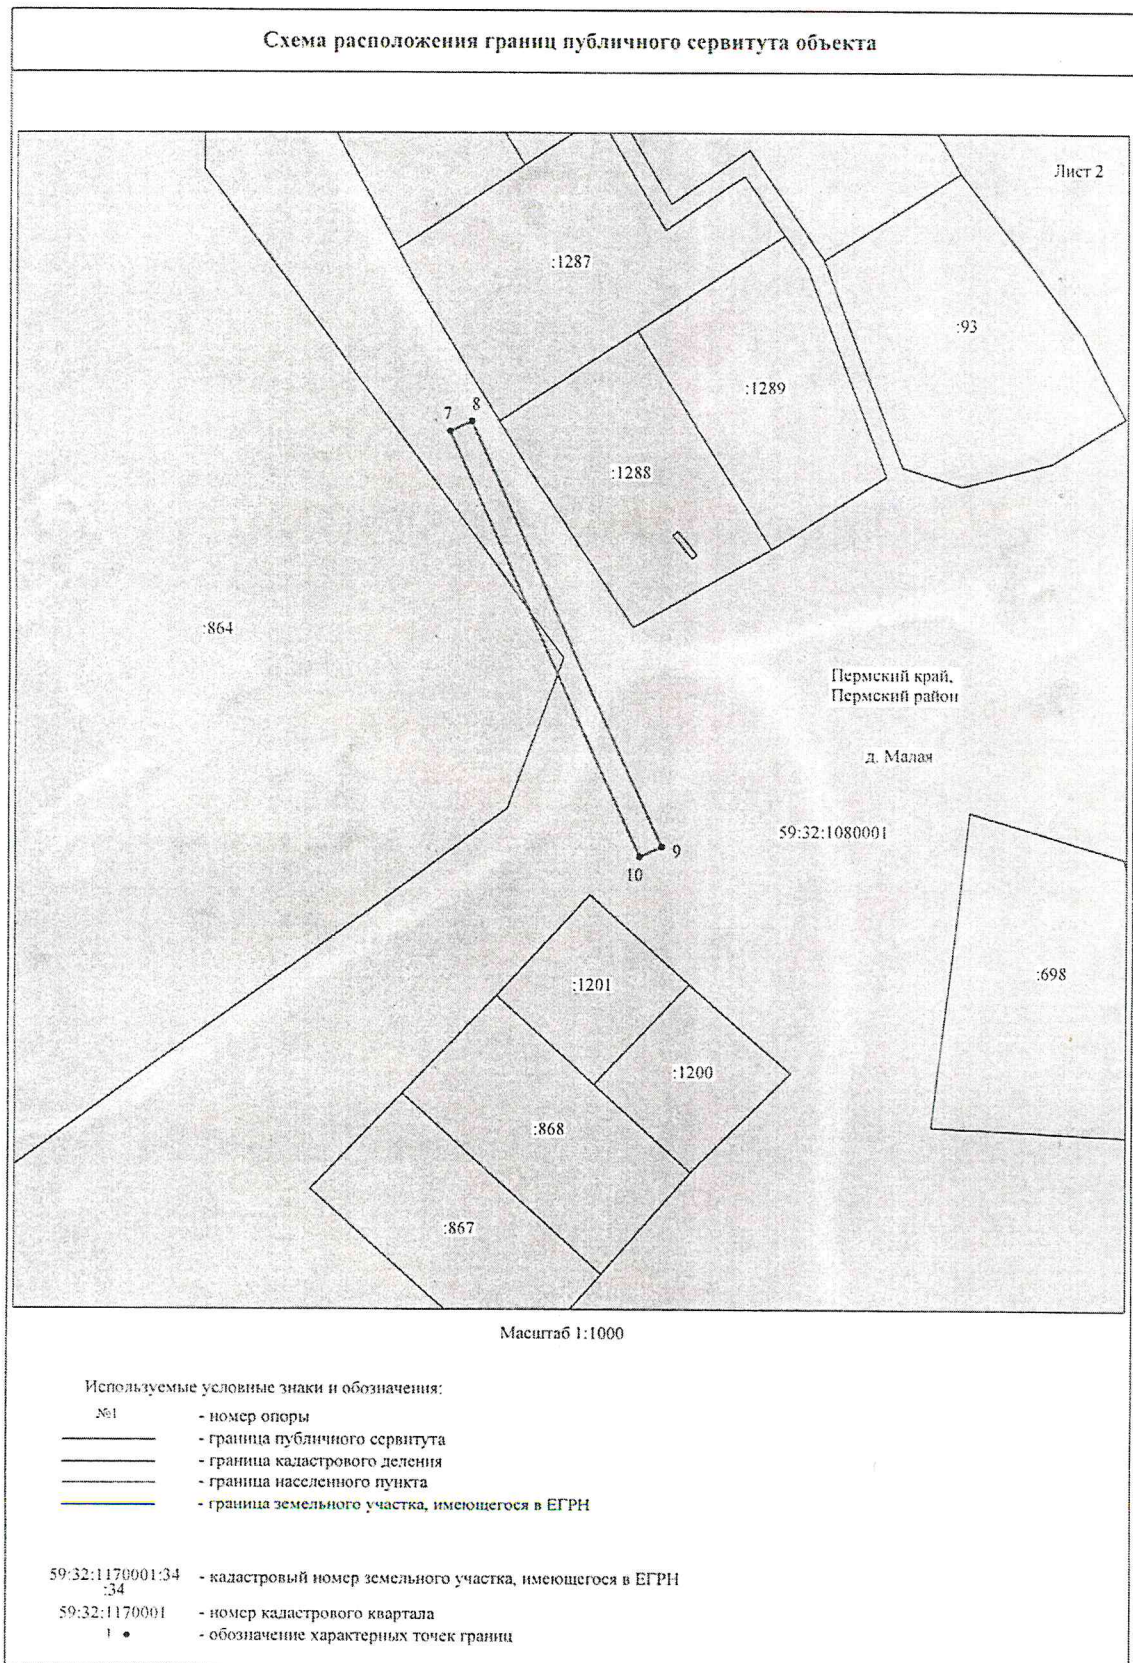 Схема расположения границ публичного сервитута объекта
Лист 2
:1287
:93
:1289
7
8
:1288
:864
Пермский край,
Пермский район
д. Малая
59:32:1080001
9
10
:698
:1201
:1200
:868
:867
Масштаб 1:1000
Используемые условные знаки и обозначения:
№1 - номер опоры
- граница публичного сервитута
- граница кадастрового деления
- граница населенного пункта
- граница земельного участка, имеющегося в ЕГРН
59:32:1170001:34 - кадастровый номер земельного участка, имеющегося в ЕГРН
:34
59:32:1170001 - номер кадастрового квартала
1 • - обозначение характерных точек границ